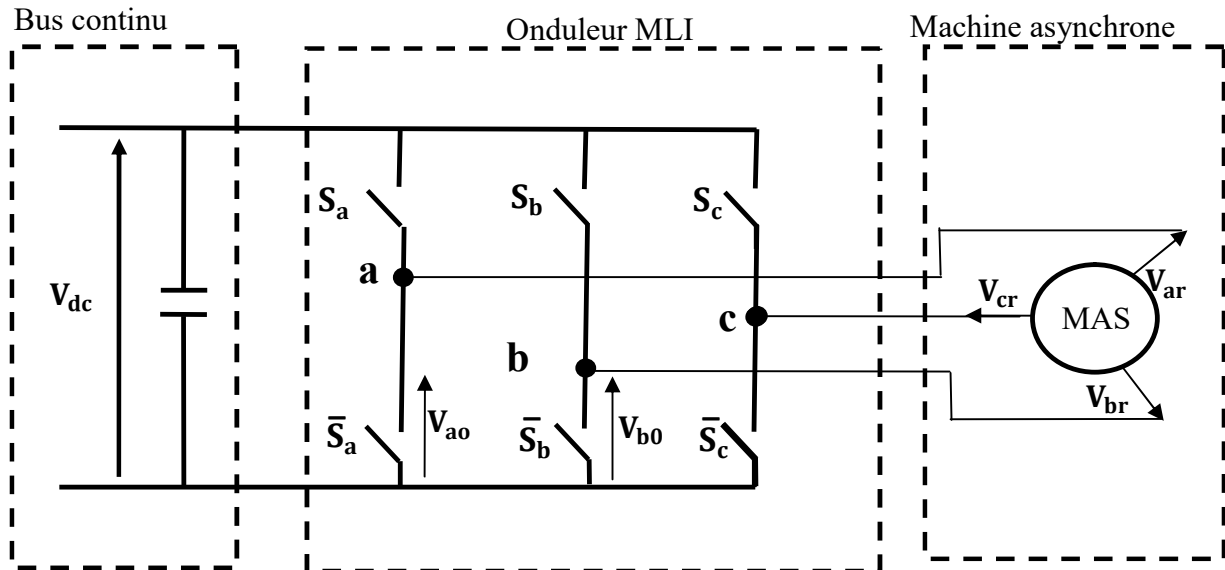 Bus continu
Onduleur MLI
Machine asynchrone
Sa
Sb
Sc
a
Vdc
Vcr
Var
c
MAS
b
Vbr
S̄a
Vao
S̄b
Vb0
S̄c